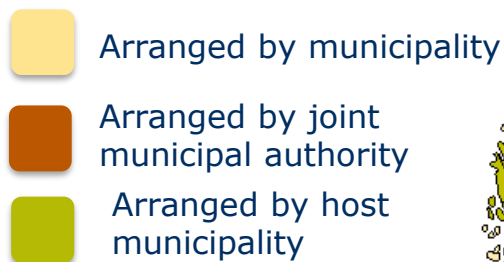 Arranged by municipality
Arranged by joint
municipal authority
Arranged by host
municipality